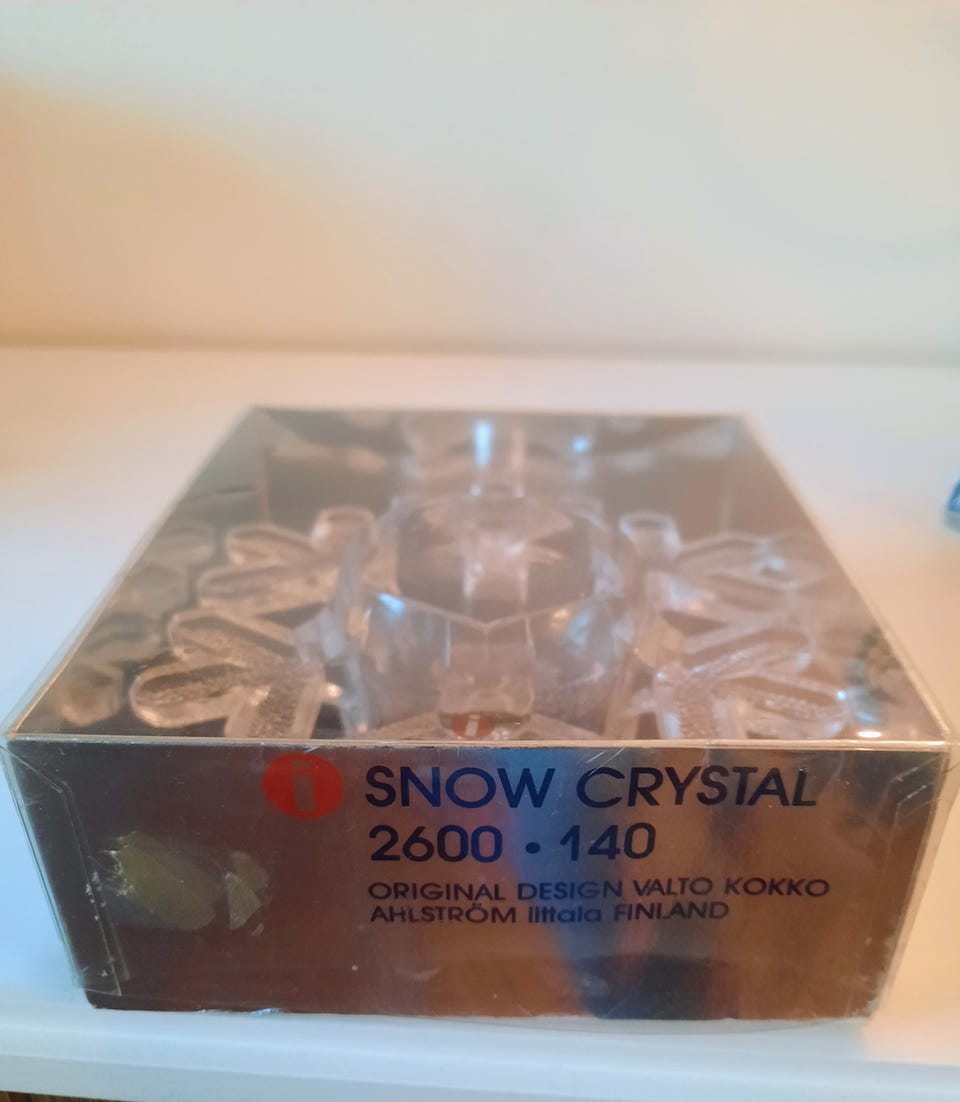 i
i SNOW CRYSTAL
2600 • 140
ORIGINAL DESIGN VALTO KOKKO
AHLSTRÖM iittala FINLAND